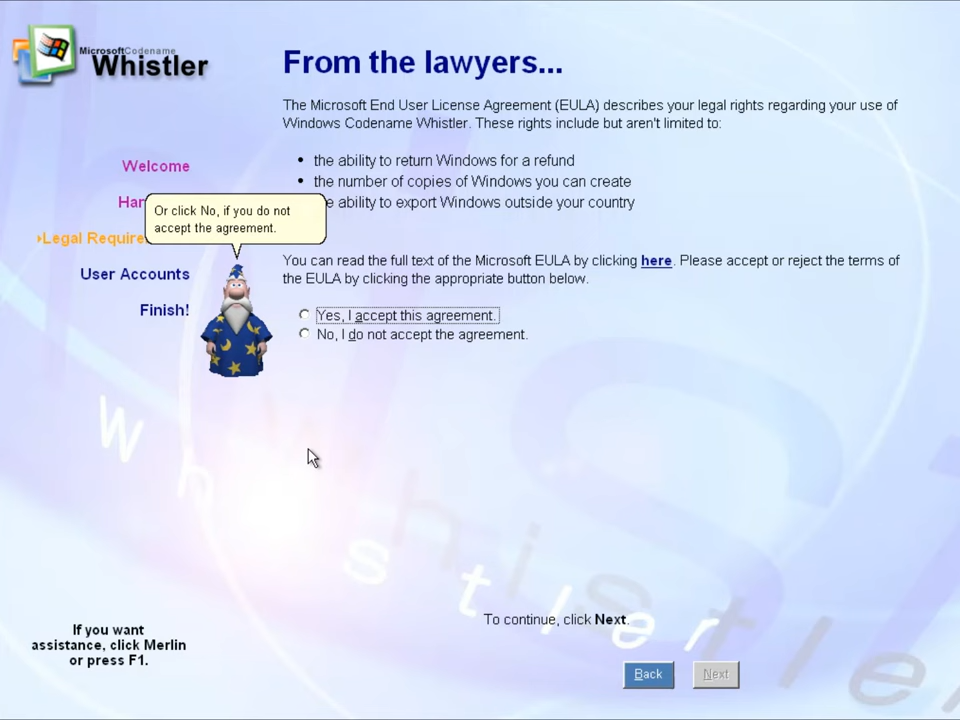 MicrosoftCodename
Whistler
From the lawyers...
The Microsoft End User License Agreement (EULA) describes your legal rights regarding your use of
Windows Codename Whistler. These rights include but aren't limited to:
• the ability to return Windows for a refund
• the number of copies of Windows you can create
e ability to export Windows outside your country
Welcome
Har
Or click No, if you do not
accept the agreement.
Legal Require
User Accounts
Finish!
You can read the full text of the Microsoft EULA by clicking here. Please accept or reject the terms of
the EULA by clicking the appropriate button below.
Yes, I accept this agreement.
No, I do not accept the agreement.
Whistler
If you want
assistance, click Merlin
or press F1.
To continue, click Next.
Back
Next